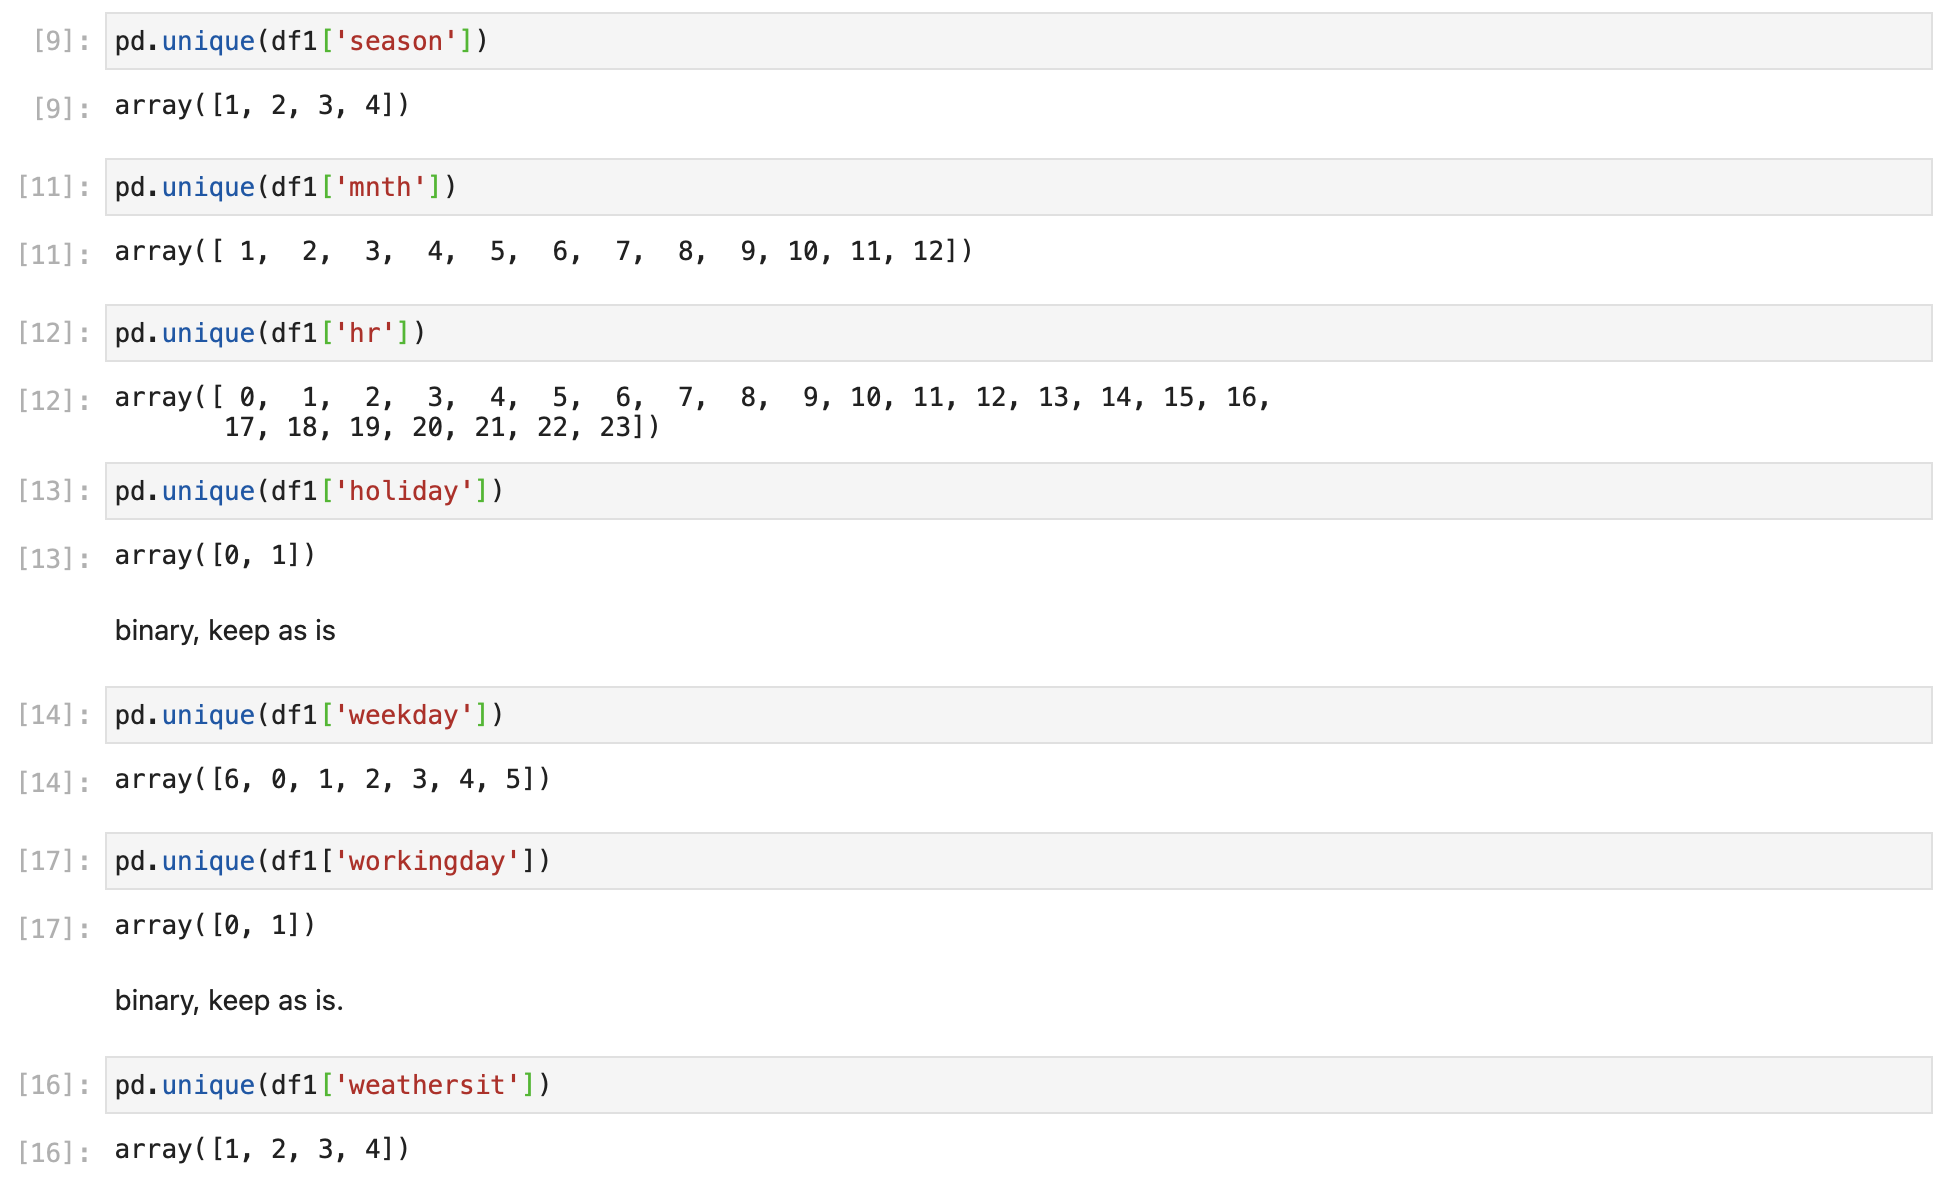 [9]: pd.unique(df1['season'])
[9]: array([1, 2, 3, 4])
[11]: pd.unique(df1['mnth'])
[11]: array([ 1,  2,  3,  4,  5,  6,  7,  8,  9, 10, 11, 12])
[12]: pd.unique(df1['hr'])
[12]: array([ 0,  1,  2,  3,  4,  5,  6,  7,  8,  9, 10, 11, 12, 13, 14, 15, 16,
       17, 18, 19, 20, 21, 22, 23])
[13]: pd.unique(df1['holiday'])
[13]: array([0, 1])
binary, keep as is
[14]: pd.unique(df1['weekday'])
[14]: array([6, 0, 1, 2, 3, 4, 5])
[17]: pd.unique(df1['workingday'])
[17]: array([0, 1])
binary, keep as is.
[16]: pd.unique(df1['weathersit'])
[16]: array([1, 2, 3, 4])